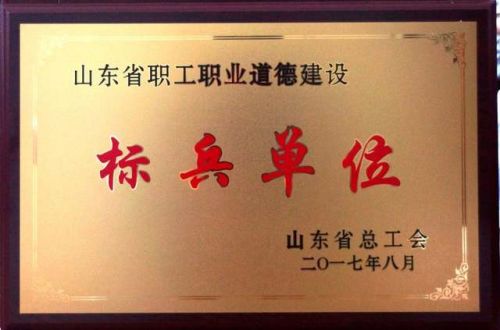 山东省职工职业道德建设
标兵单位
山东省总工会
二〇一七年八月